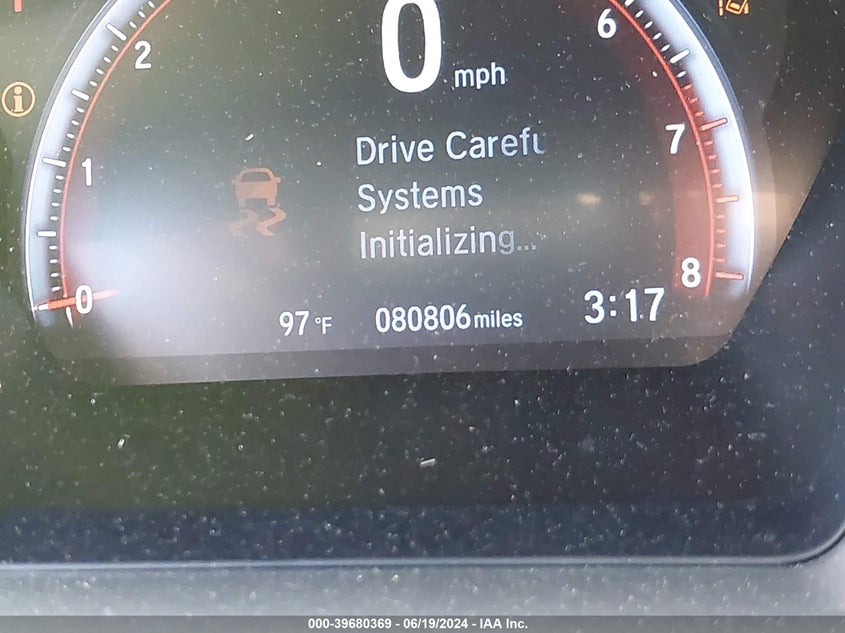 6
2
0
mph
7
1
Drive Carefu
Systems
Initializing...
8
0
97 °F
080806 miles
3:17
000-39680369 - 06/19/2024 - IAA Inc.